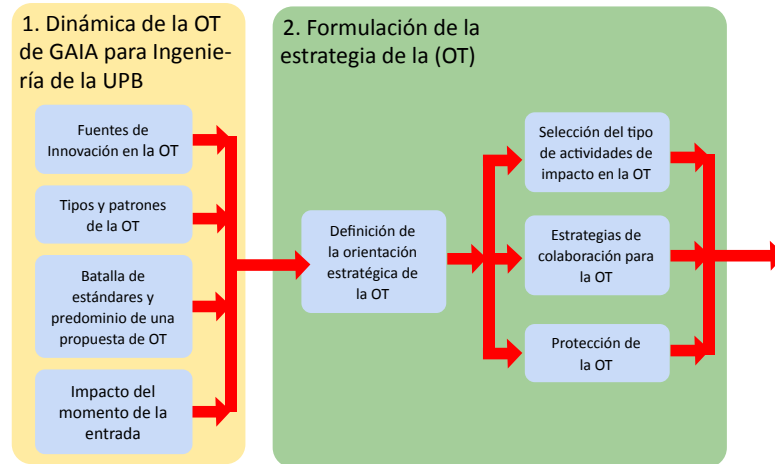 1. Dinámica de la OT
de GAIA para Ingenie-
ría de la UPB
Fuentes de
Innovación en la OT
Tipos y patrones
de la OT
Batalla de
estándares y
predominio de una
propuesta de OT
Impacto del
momento de la
entrada
2. Formulación de la
estrategia de la (OT)
Definición de
la orientación
estratégica de
la OT
Selección del tipo
de actividades de
impacto en la OT
Estrategias de
colaboración para
la OT
Protección de
la OT